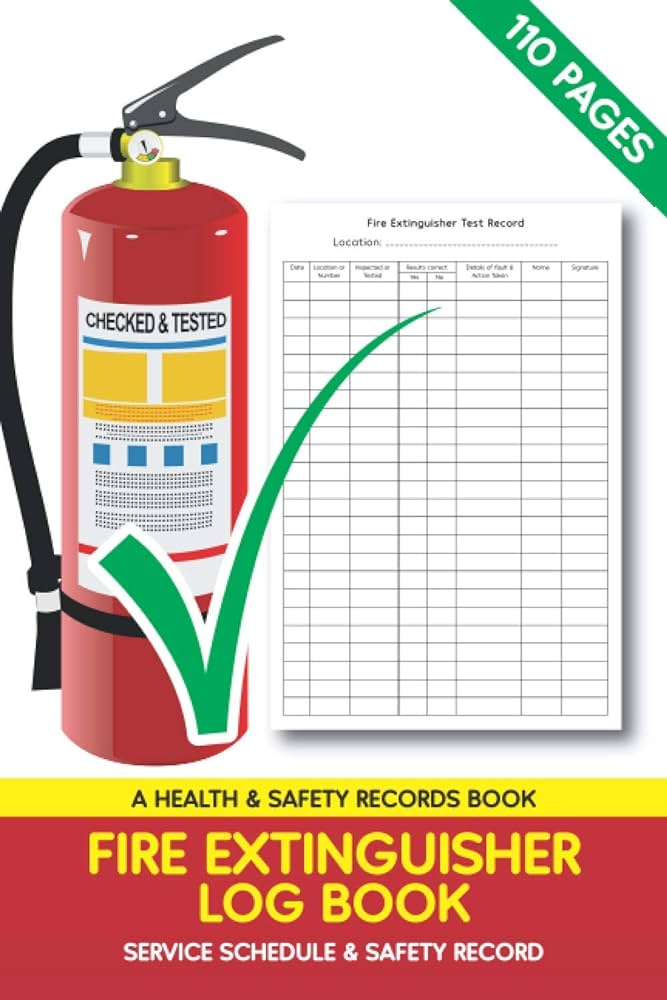 110 PAGES
Fire Extinguisher Test Record
Location:
Date
Location or
Number
Inspected or
Tested
Results correct
Yes No
Details of fault &
Action Taken
Name
Signature
CHECKED & TESTED
A HEALTH & SAFETY RECORDS BOOK
FIRE EXTINGUISHER
LOG BOOK
SERVICE SCHEDULE & SAFETY RECORD